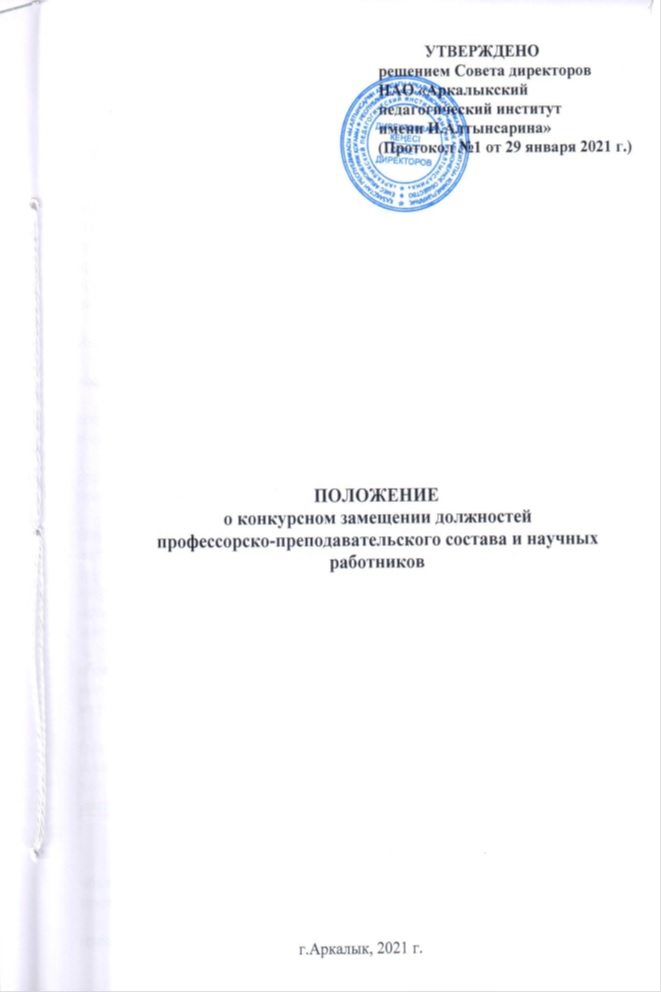 УТВЕРЖДЕНО
решением Совета директоров
НАО «Аркалыкский
педагогический институт
имени И.Алтынсарина»
(Протокол №1 от 29 января 2021 г.)
ДИРЕКТОРЛАР
КЕҢЕСІ
ДИРЕКТОРОВ
ПОЛОЖЕНИЕ
о конкурсном замещении должностей
профессорско-преподавательского состава и научных
работников
г.Аркалык, 2021 г.